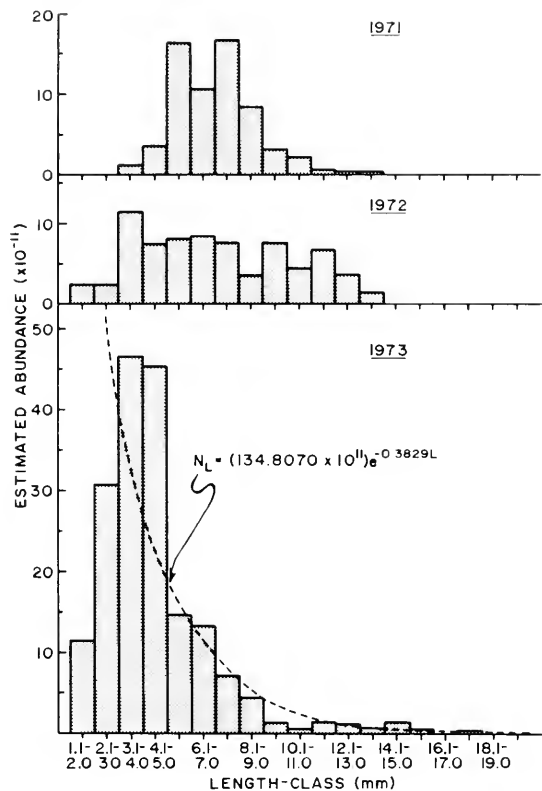 1971
20
10
0
1972
10
0
1973
50
40
30
20
10
ESTIMATED ABUNDANCE (x10⁻¹¹)
N_L = (134.8070 x 10¹¹)e^-0.3829L
1.1- 2.1- 3.1- 4.1- 6.1- 8.1- 10.1- 12.1- 14.1- 16.1- 18.1-
2.0 3.0 4.0 5.0 7.0 9.0 11.0 13.0 15.0 17.0 19.0
LENGTH-CLASS (mm)